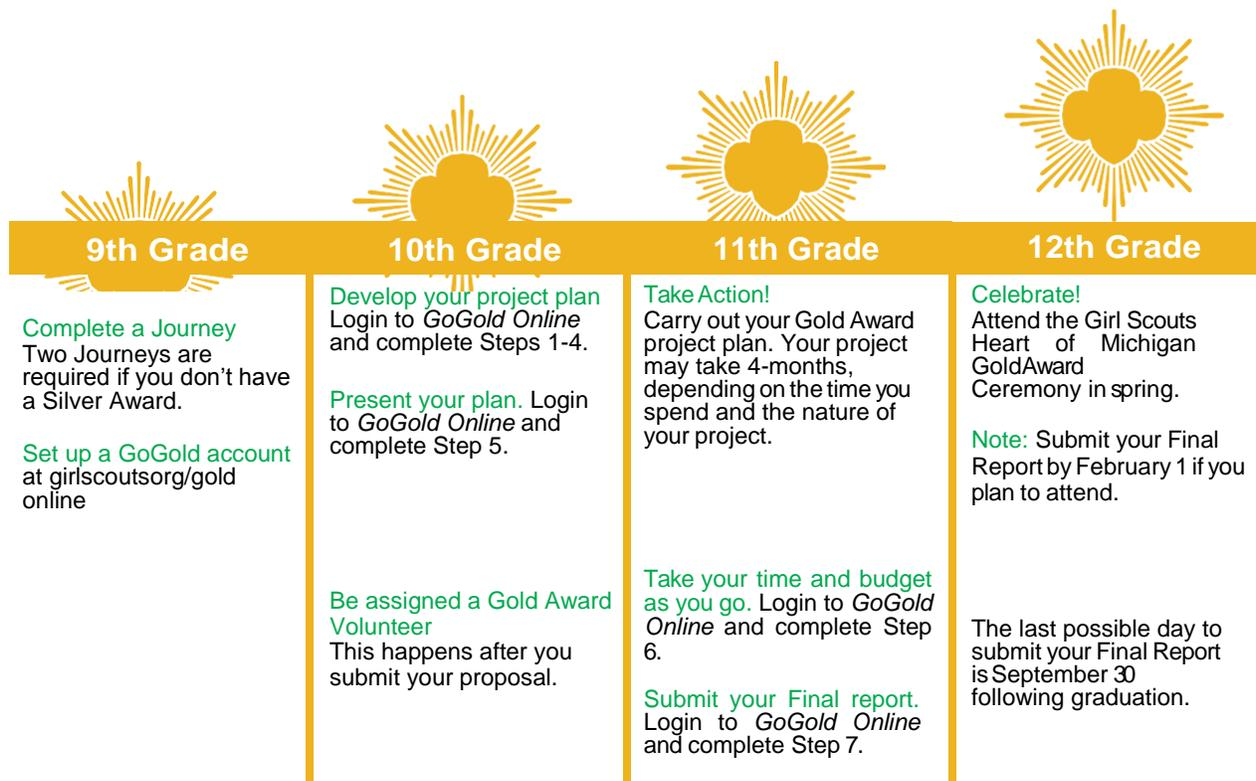 9th Grade
Complete a Journey
Two Journeys are
required if you don't have
a Silver Award.
Set up a GoGold account
at girlscoutsorg/gold
online
10th Grade
Develop your project plan
Login to GoGold Online
and complete Steps 1-4.
Present your plan. Login
to GoGold Online and
complete Step 5.
Be assigned a Gold Award
Volunteer
This happens after you
submit your proposal.
11th Grade
Take Action!
Carry out your Gold Award
project plan. Your project
may take 4-months,
depending on the time you
spend and the nature of
your project.
Take your time and budget
as you go. Login to GoGold
Online and complete Step
6.
Submit your Final report.
Login to GoGold Online
and complete Step 7.
12th Grade
Celebrate!
Attend the Girl Scouts
Heart of Michigan
GoldAward
Ceremony in spring.
Note: Submit your Final
Report by February 1 if you
plan to attend.
The last possible day to
submit your Final Report
is September 30
following graduation.